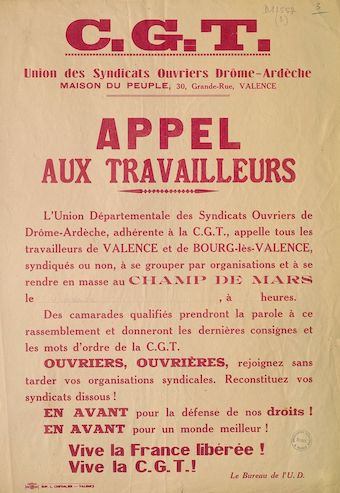 C.G.T.
Union des Syndicats Ouvriers Drôme-Ardèche
MAISON DU PEUPLE, 30, Grande-Rue, VALENCE
APPEL
AUX TRAVAILLEURS
L'Union Départementale des Syndicats Ouvriers de
Drôme-Ardèche, adhérente à la C.G.T., appelle tous les
travailleurs de VALENCE et de BOURG-lès-VALENCE,
syndiqués ou non, à se grouper par organisations et à se
rendre en masse au CHAMP DE MARS
le , à heures.
Des camarades qualifiés prendront la parole à ce
rassemblement et donneront les dernières consignes et
les mots d'ordre de la C.G.T.
OUVRIERS, OUVRIÈRES, rejoignez sans
tarder vos organisations syndicales. Reconstituez vos
syndicats dissous !
EN AVANT pour la défense de nos droits !
EN AVANT pour un monde meilleur !
Vive la France libérée !
Vive la C.G.T.!
Le Bureau de l'U.D.